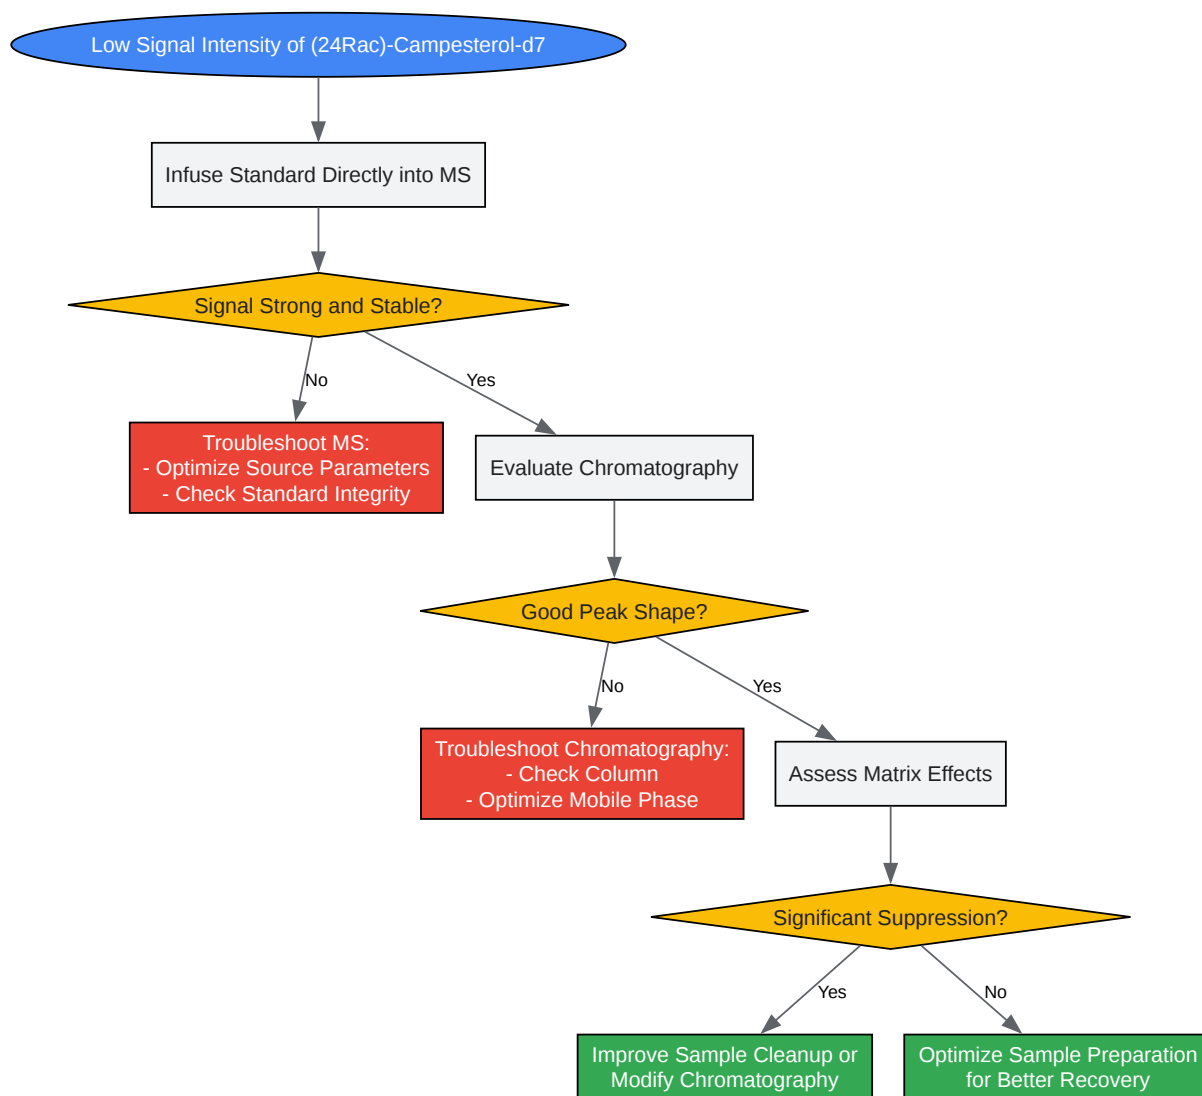 Low Signal Intensity of (24Rac)-Campesterol-d7
Infuse Standard Directly into MS
Signal Strong and Stable?
No
Yes
Troubleshoot MS:
- Optimize Source Parameters
- Check Standard Integrity
Evaluate Chromatography
Good Peak Shape?
No
Yes
Troubleshoot Chromatography:
- Check Column
- Optimize Mobile Phase
Assess Matrix Effects
Significant Suppression?
Yes
No
Improve Sample Cleanup or
Modify Chromatography
Optimize Sample Preparation
for Better Recovery